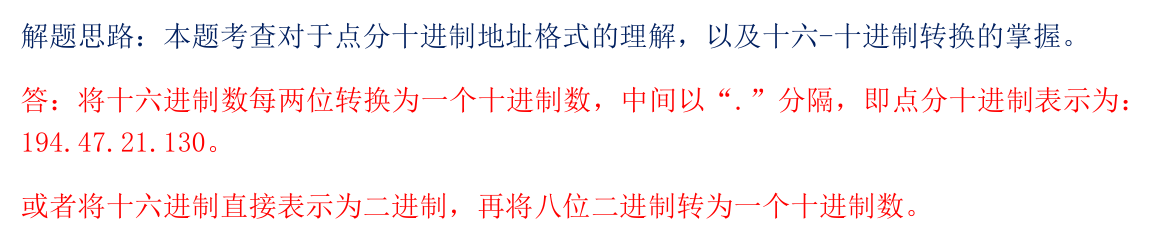 解题思路：本题考查对于点分十进制地址格式的理解，以及十六-十进制转换的掌握。
答：将十六进制数每两位转换为一个十进制数，中间以“.”分隔，即点分十进制表示为：
194.47.21.130。
或者将十六进制直接表示为二进制，再将八位二进制转为一个十进制数。